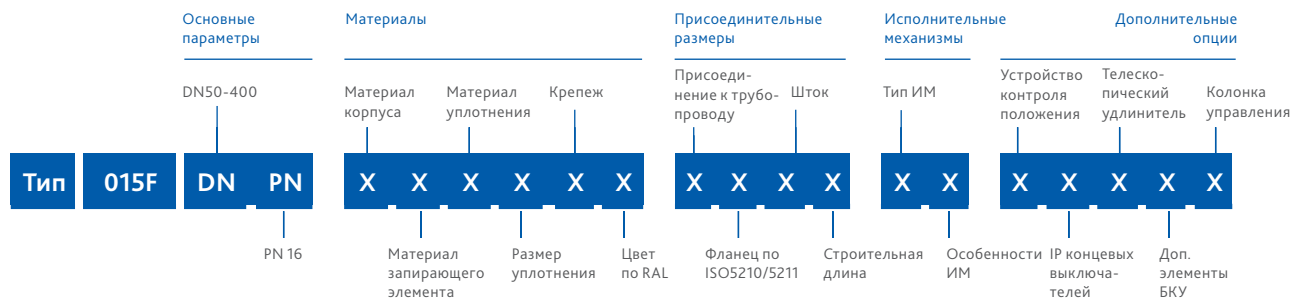 Основные
параметры
Материалы
Присоединительные
размеры
Исполнительные
механизмы
Дополнительные
опции
DN50-400
Материал
корпуса
Материал
уплотнения
Крепеж
Присоеди-
нение к трубо-
проводу
Шток
Тип ИМ
Устройство
контроля
положения
Телеско-
пический
удлинитель
Колонка
управления
Тип 015F DN PN X X X X X X X X X X X X X X X X X
PN 16
Материал
запирающего
элемента
Размер
уплотнения
Цвет
по RAL
Фланец по
ISO5210/5211
Строительная
длина
Особенности
ИМ
IP концевых
выключа-
телей
Доп.
элементы
БКУ